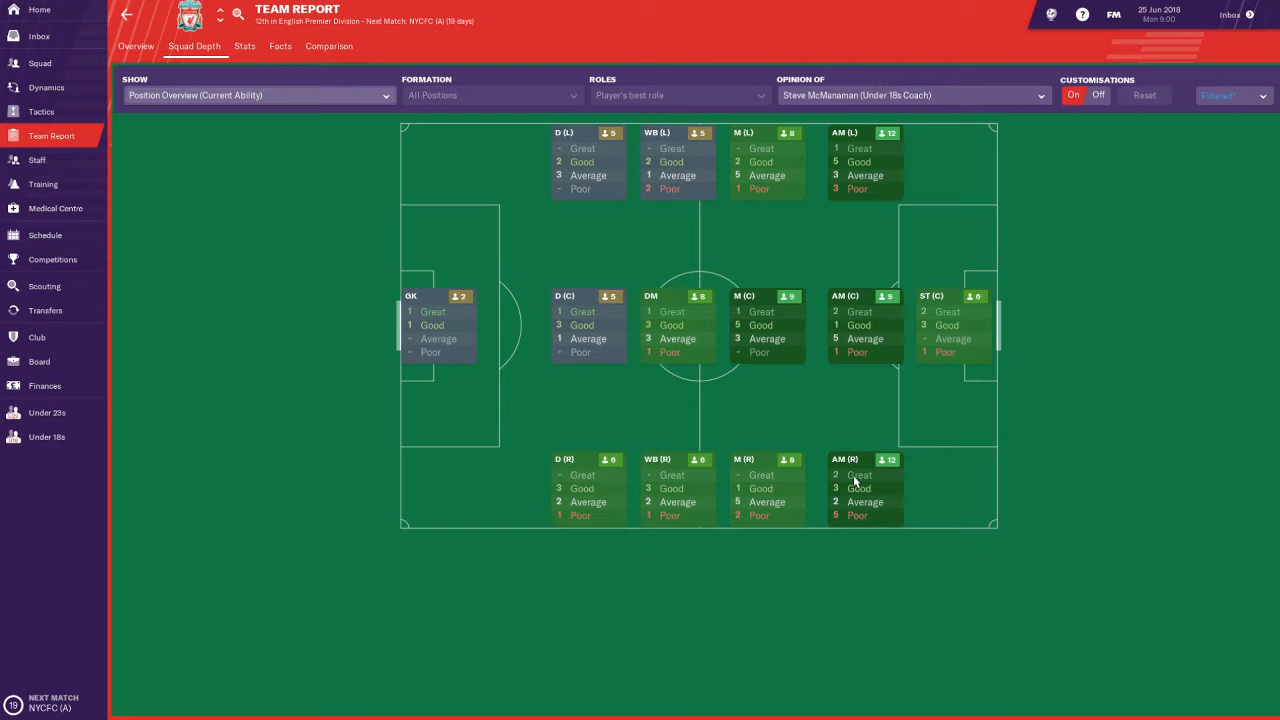 Home
Inbox
Squad
Dynamics
Tactics
Team Report
Staff
Training
Medical Centre
Schedule
Competitions
Scouting
Transfers
Club
Board
Finances
Under 23s
Under 18s
19 NEXT MATCH
NYCFC (A)
TEAM REPORT
12th in English Premier Division - Next Match: NYCFC (A) (19 days)
? FM 25 Jun 2018
Mon 9:00
Inbox
Overview Squad Depth Stats Facts Comparison
SHOW FORMATION ROLES OPINION OF CUSTOMISATIONS
Position Overview (Current Ability) All Positions Player's best role Steve McManaman (Under 18s Coach) On Off Reset Filtered*
D (L) 5
- Great
2 Good
3 Average
- Poor
WB (L) 5
- Great
2 Good
1 Average
2 Poor
M (L) 8
- Great
2 Good
5 Average
1 Poor
AM (L) 12
1 Great
5 Good
3 Average
3 Poor
GK 2
1 Great
1 Good
- Average
- Poor
D (C) 5
1 Great
3 Good
1 Average
- Poor
DM 8
1 Great
3 Good
3 Average
1 Poor
M (C) 9
1 Great
5 Good
3 Average
- Poor
AM (C) 9
2 Great
1 Good
5 Average
1 Poor
ST (C) 6
2 Great
3 Good
- Average
1 Poor
D (R) 6
- Great
3 Good
2 Average
1 Poor
WB (R) 6
- Great
3 Good
2 Average
1 Poor
M (R) 8
- Great
1 Good
5 Average
2 Poor
AM (R) 12
2 Great
3 Good
2 Average
5 Poor